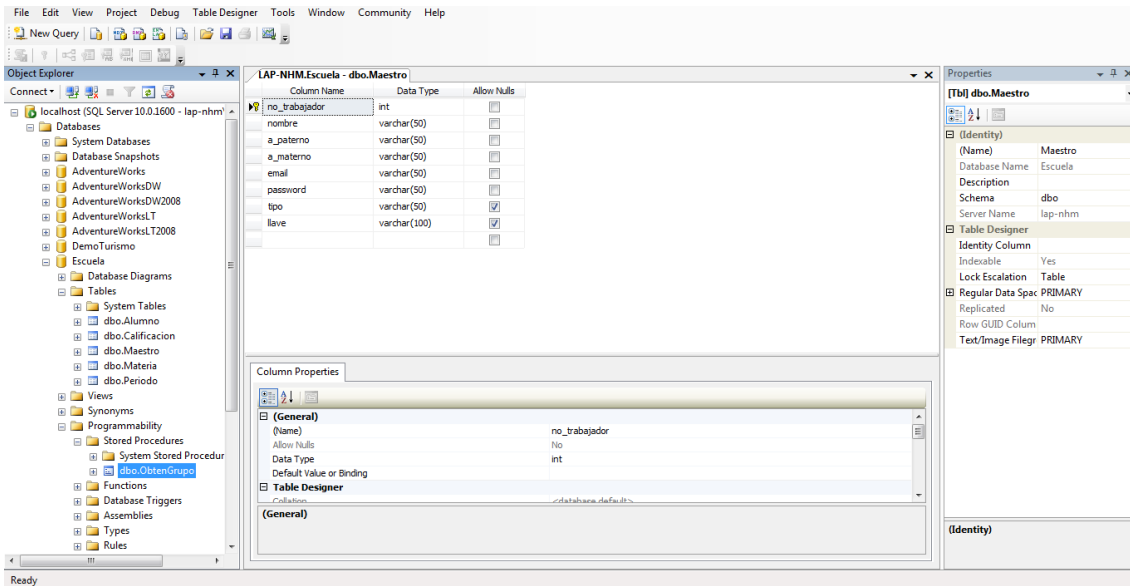 File Edit View Project Debug Table Designer Tools Window Community Help
New Query
Object Explorer
Connect
localhost (SQL Server 10.0.1600 - lap-nhm\
Databases
System Databases
Database Snapshots
AdventureWorks
AdventureWorksDW
AdventureWorksDW2008
AdventureWorksLT
AdventureWorksLT2008
DemoTurismo
Escuela
Database Diagrams
Tables
System Tables
dbo.Alumno
dbo.Calificacion
dbo.Maestro
dbo.Materia
dbo.Periodo
Views
Synonyms
Programmability
Stored Procedures
System Stored Procedur
dbo.ObtenGrupo
Functions
Database Triggers
Assemblies
Types
Rules
LAP-NHM.Escuela - dbo.Maestro
Column Name Data Type Allow Nulls
no_trabajador int
nombre varchar(50)
a_paterno varchar(50)
a_materno varchar(50)
email varchar(50)
password varchar(50)
tipo varchar(50)
llave varchar(100)
Column Properties
(General)
(Name) no_trabajador
Allow Nulls No
Data Type int
Default Value or Binding
Table Designer
Collation <database default>
(General)
Properties
[Tbl] dbo.Maestro
(Identity)
(Name) Maestro
Database Name Escuela
Description
Schema dbo
Server Name lap-nhm
Table Designer
Identity Column
Indexable Yes
Lock Escalation Table
Regular Data Spac PRIMARY
Replicated No
Row GUID Colum
Text/Image Filegr PRIMARY
(Identity)
Ready